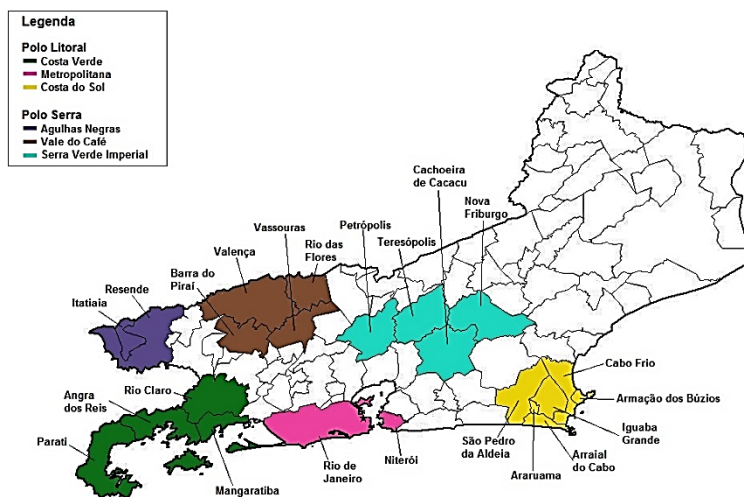 Legenda
Polo Litoral
Costa Verde
Metropolitana
Costa do Sol
Polo Serra
Agulhas Negras
Vale do Café
Serra Verde Imperial
Cachoeira
de Cacacu
Nova
Friburgo
Petrópolis
Teresópolis
Vassouras
Rio das
Flores
Valença
Barra do
Piraí
Resende
Itatiaia
Rio Claro
Angra
dos Reis
Parati
Mangaratiba
Rio de
Janeiro
Niterói
São Pedro
da Aldeia
Araruama
Arraial
do Cabo
Iguaba
Grande
Armação dos Búzios
Cabo Frio